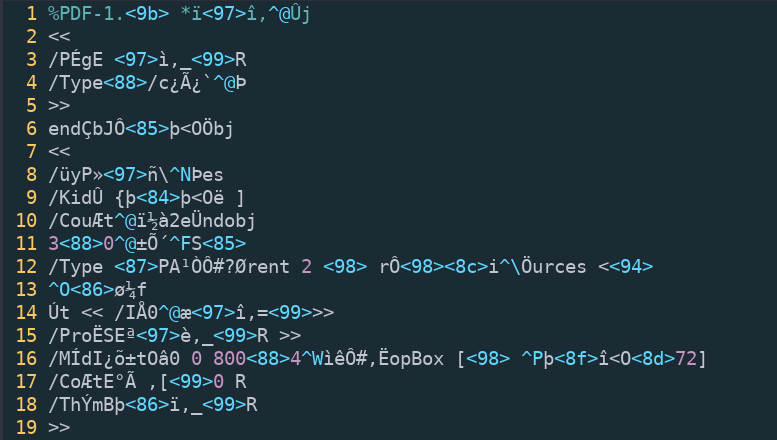 1 %PDF-1.<9b> *ï<97>î,^@Ûj
2 <<
3 /PÉgE <97>ì,_<99>R
4 /Type<88>/c¿Ã¿`^@Þ
5 >>
6 endÇbJÔ<85>þ<OÖbj
7 <<
8 /üyP»<97>ñ\^NÞes
9 /KidÛ {þ<84>þ<Oë ]
10 /CouÆt^@ï½à2eÜndobj
11 3<88>0^@±Õ´^FS<85>
12 /Type <87>PA¹ÒÔ#?Ørent 2 <98> rÔ<98><8c>i^\Öurces <<94>
13 ^O<86>ø¼f
14 Út << /IÅ0^@æ<97>î,=<99>>>
15 /ProËSEª<97>è,_<99>R >>
16 /MÍdI¿õ±tOâ0 0 800<88>4^WìêÔ#,ËopBox [<98> ^Pþ<8f>î<O<8d>72]
17 /CoÆtE°Ã ,[<99>0 R
18 /ThÝmBþ<86>ï,_<99>R
19 >>